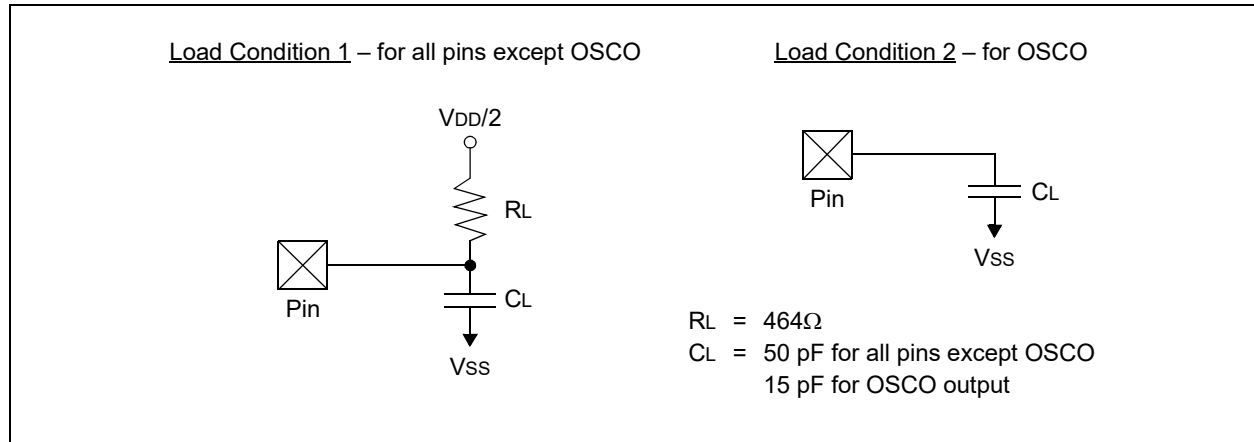 Load Condition 1 – for all pins except OSCO
VDD/2
RL
Pin
CL
VSS
Load Condition 2 – for OSCO
Pin
CL
VSS
RL = 464Ω
CL = 50 pF for all pins except OSCO
15 pF for OSCO output